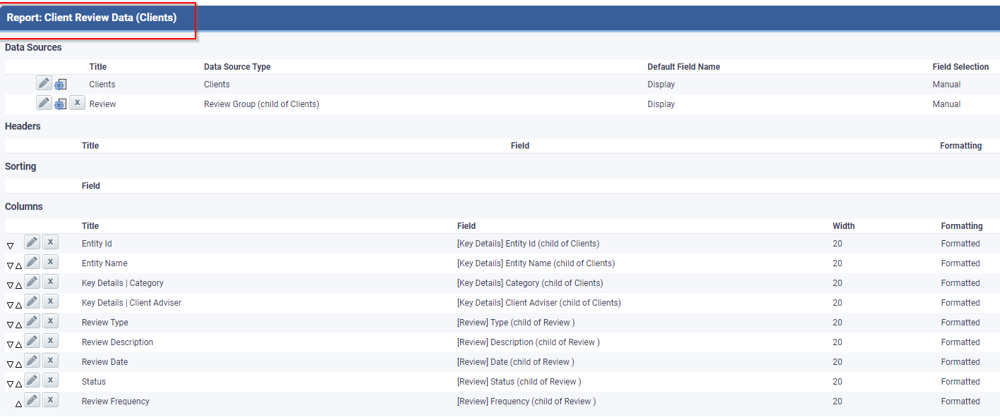 Report: Client Review Data (Clients)
Data Sources
Title Data Source Type Default Field Name Field Selection
Clients Clients Display Manual
x Review Review Group (child of Clients) Display Manual
Headers
Title Field Formatting
Sorting
Field
Columns
Title Field Width Formatting
x Entity Id [Key Details] Entity Id (child of Clients) 20 Formatted
x Entity Name [Key Details] Entity Name (child of Clients) 20 Formatted
x Key Details | Category [Key Details] Category (child of Clients) 20 Formatted
x Key Details | Client Adviser [Key Details] Client Adviser (child of Clients) 20 Formatted
x Review Type [Review] Type (child of Review ) 20 Formatted
x Review Description [Review] Description (child of Review ) 20 Formatted
x Review Date [Review] Date (child of Review ) 20 Formatted
x Status [Review] Status (child of Review ) 20 Formatted
x Review Frequency [Review] Frequency (child of Review ) 20 Formatted